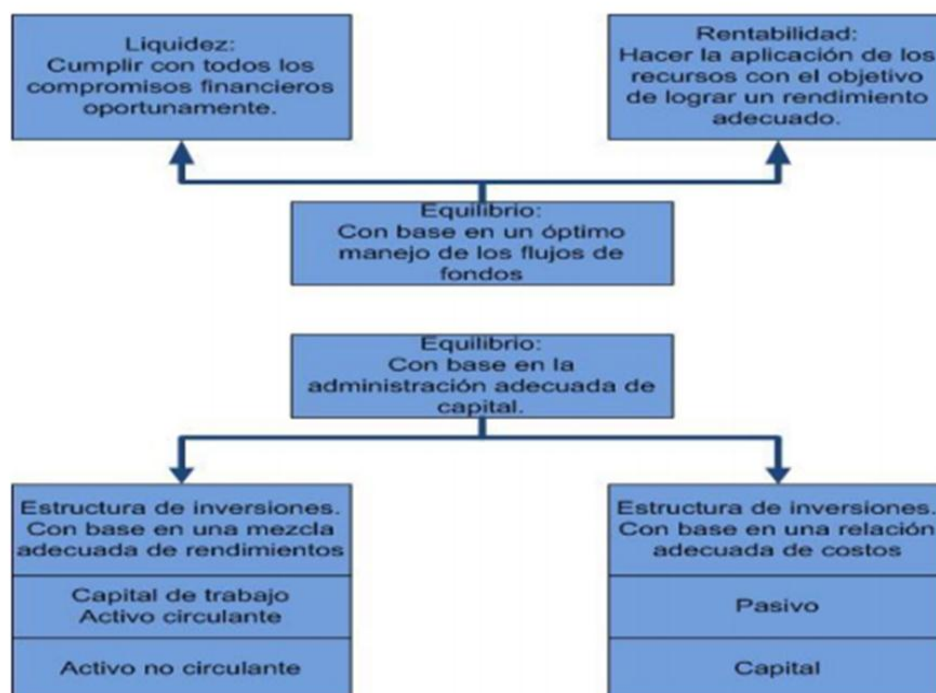 Liquidez:
Cumplir con todos los
compromisos financieros
oportunamente.
Rentabilidad:
Hacer la aplicación de los
recursos con el objetivo
de lograr un rendimiento
adecuado.
Equilibrio:
Con base en un óptimo
manejo de los flujos de
fondos
Equilibrio:
Con base en la
administración adecuada de
capital.
Estructura de inversiones.
Con base en una mezcla
adecuada de rendimientos
Capital de trabajo
Activo circulante
Activo no circulante
Estructura de inversiones.
Con base en una relación
adecuada de costos
Pasivo
Capital